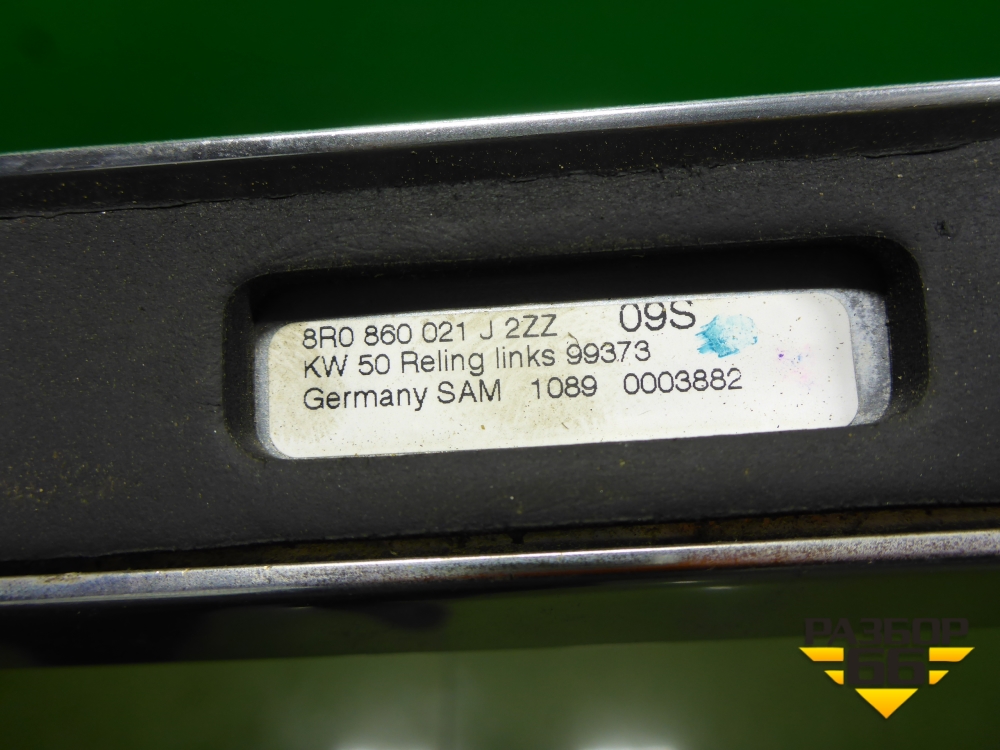 8R0 860 021 J 2ZZ 09S
KW 50 Reling links 99373
Germany SAM 1089 0003882
РАЗБОР
66